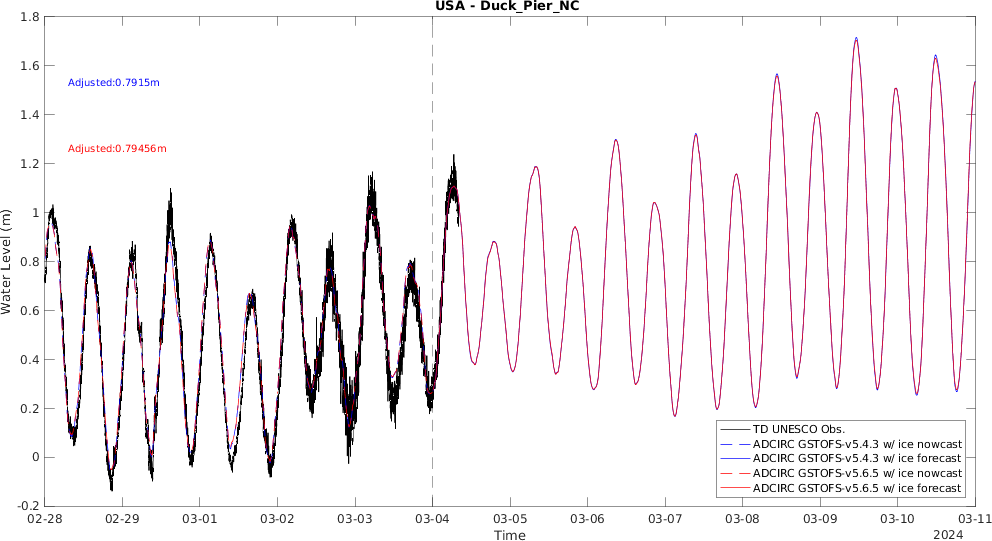 USA - Duck_Pier_NC
1.8
1.6
1.4
1.2
1
0.8
0.6
0.4
0.2
0
-0.2
Water Level (m)
Adjusted:0.7915m
Adjusted:0.79456m
TD UNESCO Obs.
ADCIRC GSTOFS-v5.4.3 w/ ice nowcast
ADCIRC GSTOFS-v5.4.3 w/ ice forecast
ADCIRC GSTOFS-v5.6.5 w/ ice nowcast
ADCIRC GSTOFS-v5.6.5 w/ ice forecast
02-28 02-29 03-01 03-02 03-03 03-04 03-05 03-06 03-07 03-08 03-09 03-10 03-11
Time
2024